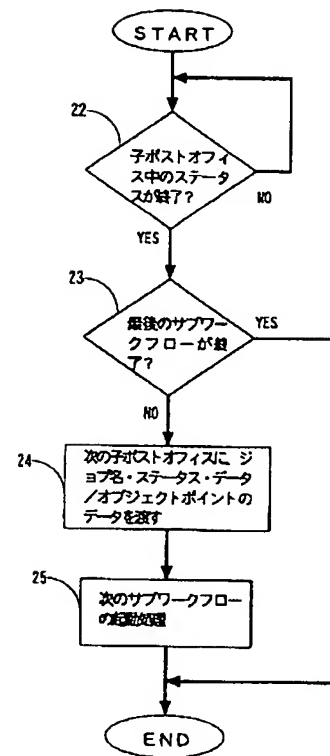 START
22
子ポストオフィ
ス中のステータ
スが終了?
NO
YES
23
最後のサブワー
クフローが終
了?
YES
NO
24
次の子ポストオフィスに、ジ
ョブ名・ステータス・データ
/オブジェクトポイントの
データを渡す
25
次のサブワークフロー
の起動処理
END